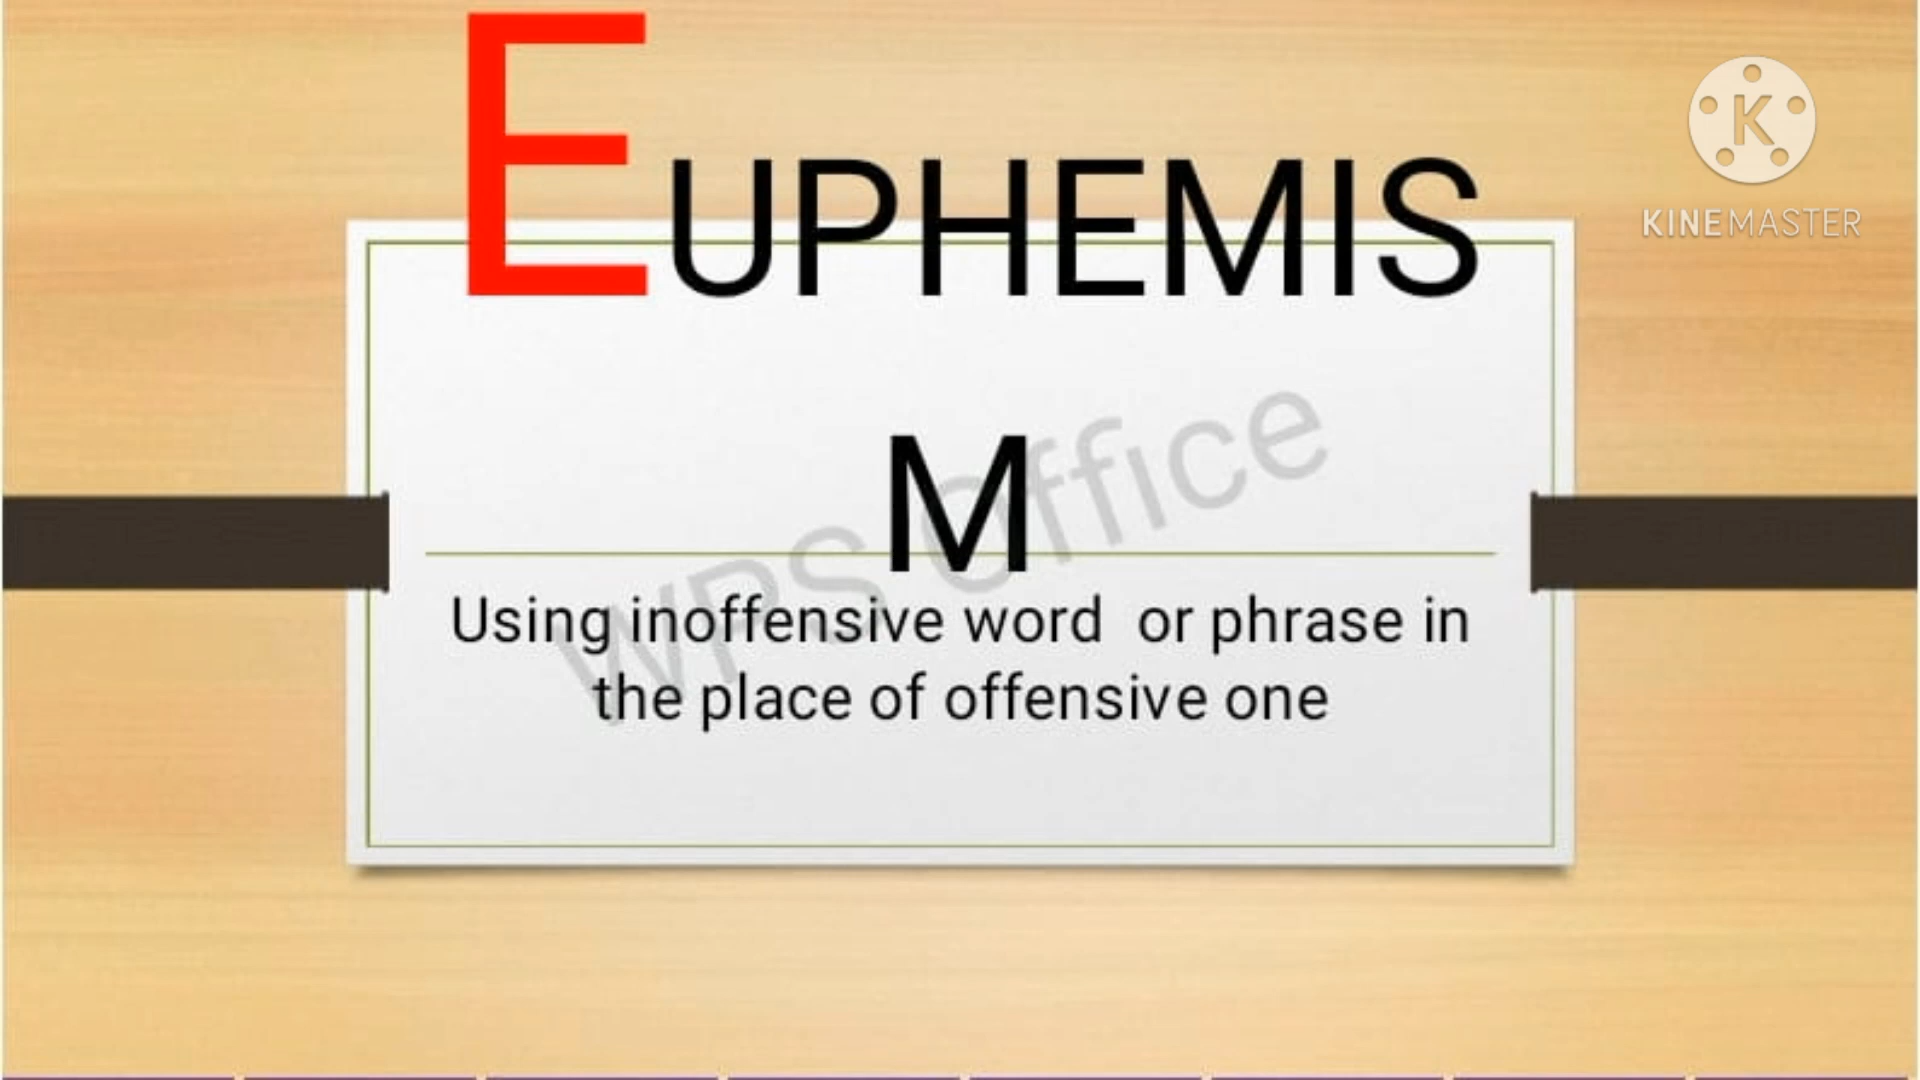 EUPHEMIS
M
Using inoffensive word or phrase in
the place of offensive one
WPS Office
K
KINEMASTER